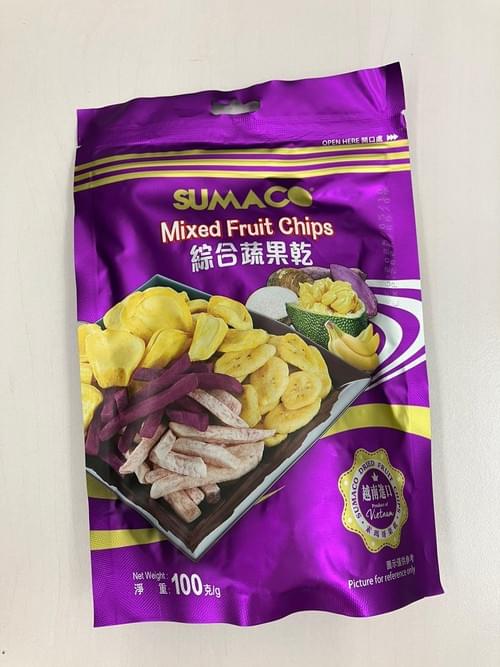 OPEN HERE 開口處
SUMACO
Mixed Fruit Chips
綜合蔬果乾
SUMACO DRIED FRUIT
越南進口
Product of
Vietnam
Net Weight:
淨 重: 100克/g
圖示僅供參考
Picture for reference only